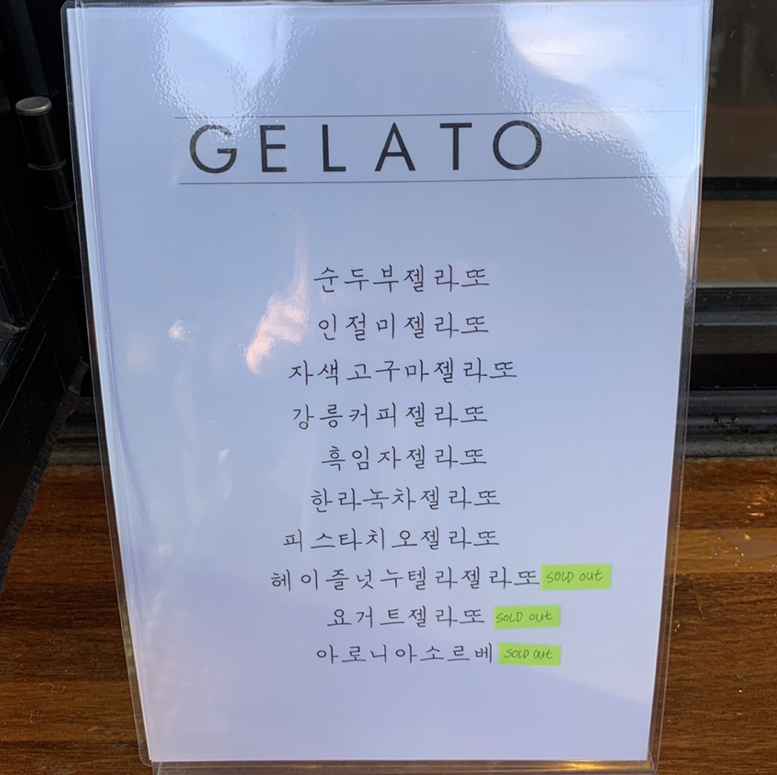 GELATO
순두부젤라또
인절미젤라또
자색고구마젤라또
강릉커피젤라또
흑임자젤라또
한라녹차젤라또
피스타치오젤라또
헤이즐넛누텔라젤라또 SOLD out
요거트젤라또 SOLD out
아로니아소르베 SOLD out